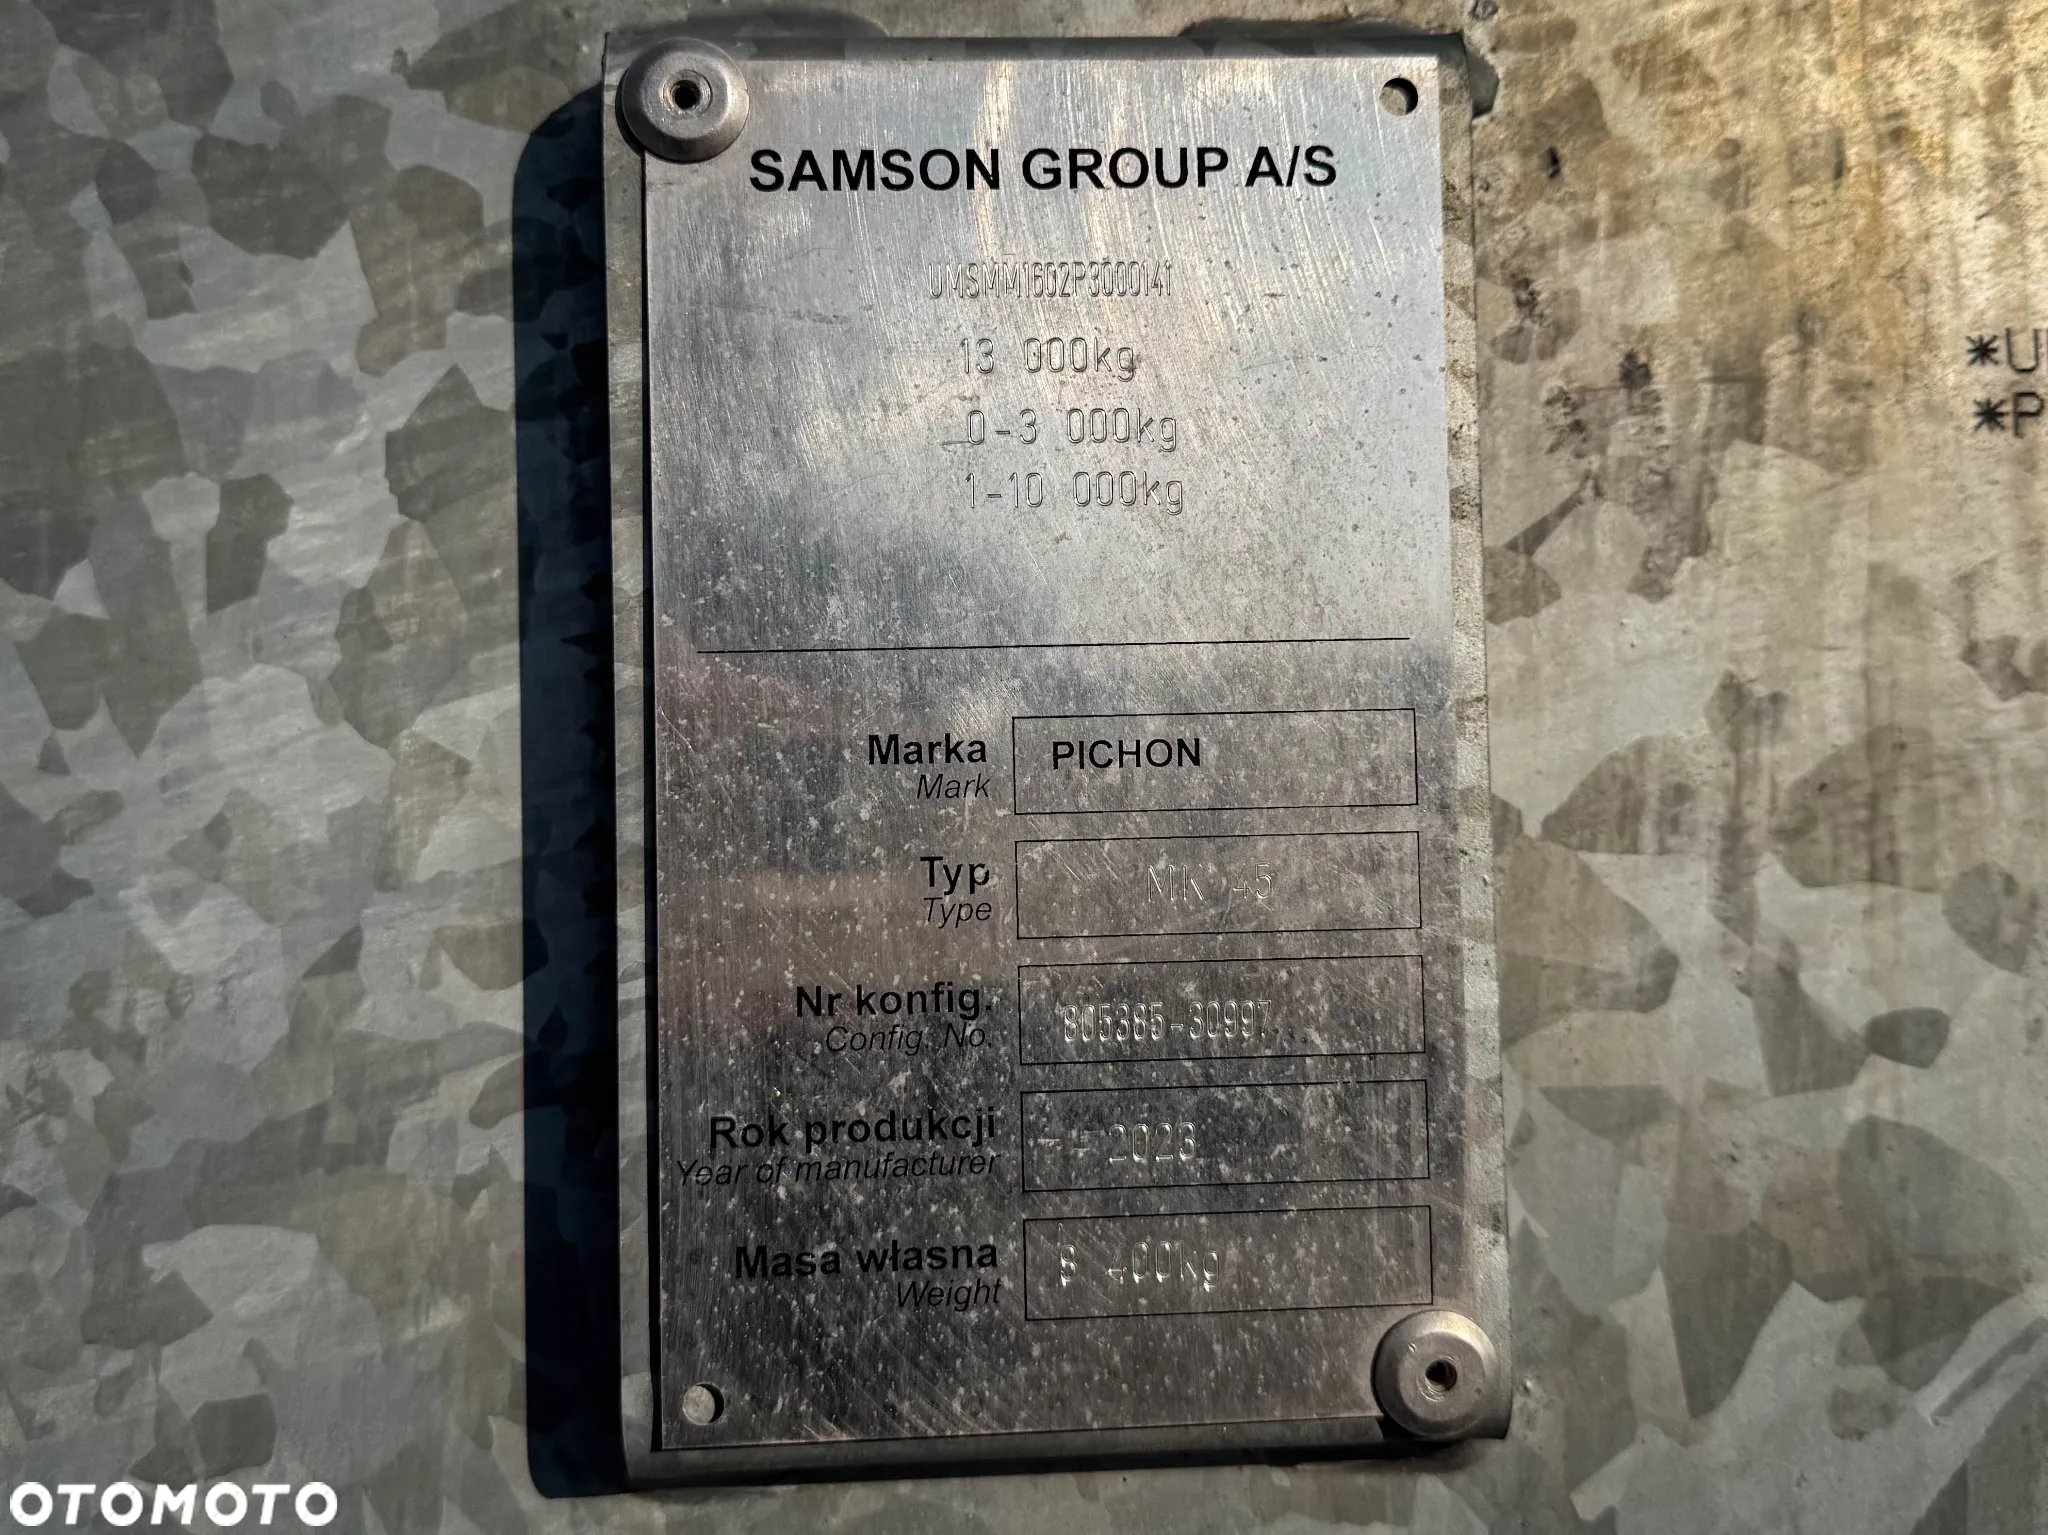 SAMSON GROUP A/S
UMSMM1602P3000141
13 000kg
0-3 000kg
1-10 000kg
*U
*P
Marka
Mark
PICHON
Typ
Type
MK 45
Nr konfig.
Config. No.
805385-30997
Rok produkcji
Year of manufacturer
2023
Masa własna
Weight
400kg
OTOMOTO